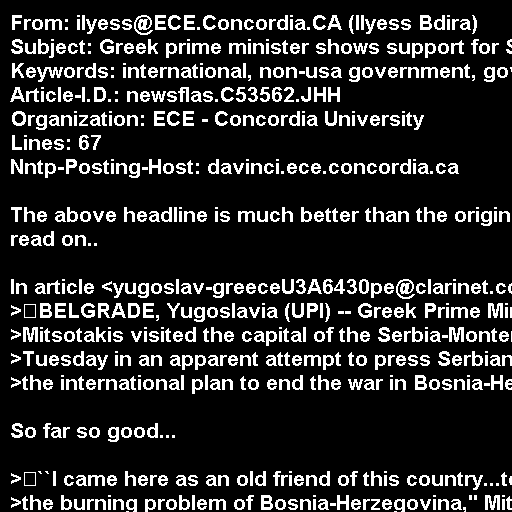 From: ilyess@ECE.Concordia.CA (Ilyess Bdira)
Subject: Greek prime minister shows support for S
Keywords: international, non-usa government, gov
Article-I.D.: newsflas.C53562.JHH
Organization: ECE - Concordia University
Lines: 67
Nntp-Posting-Host: davinci.ece.concordia.ca
The above headline is much better than the origin
read on..
In article <yugoslav-greeceU3A6430pe@clarinet.co
>□BELGRADE, Yugoslavia (UPI) -- Greek Prime Min
>Mitsotakis visited the capital of the Serbia-Monten
>Tuesday in an apparent attempt to press Serbian
>the international plan to end the war in Bosnia-He
So far so good...
>□``I came here as an old friend of this country...to
>the burning problem of Bosnia-Herzegovina,'' Mit